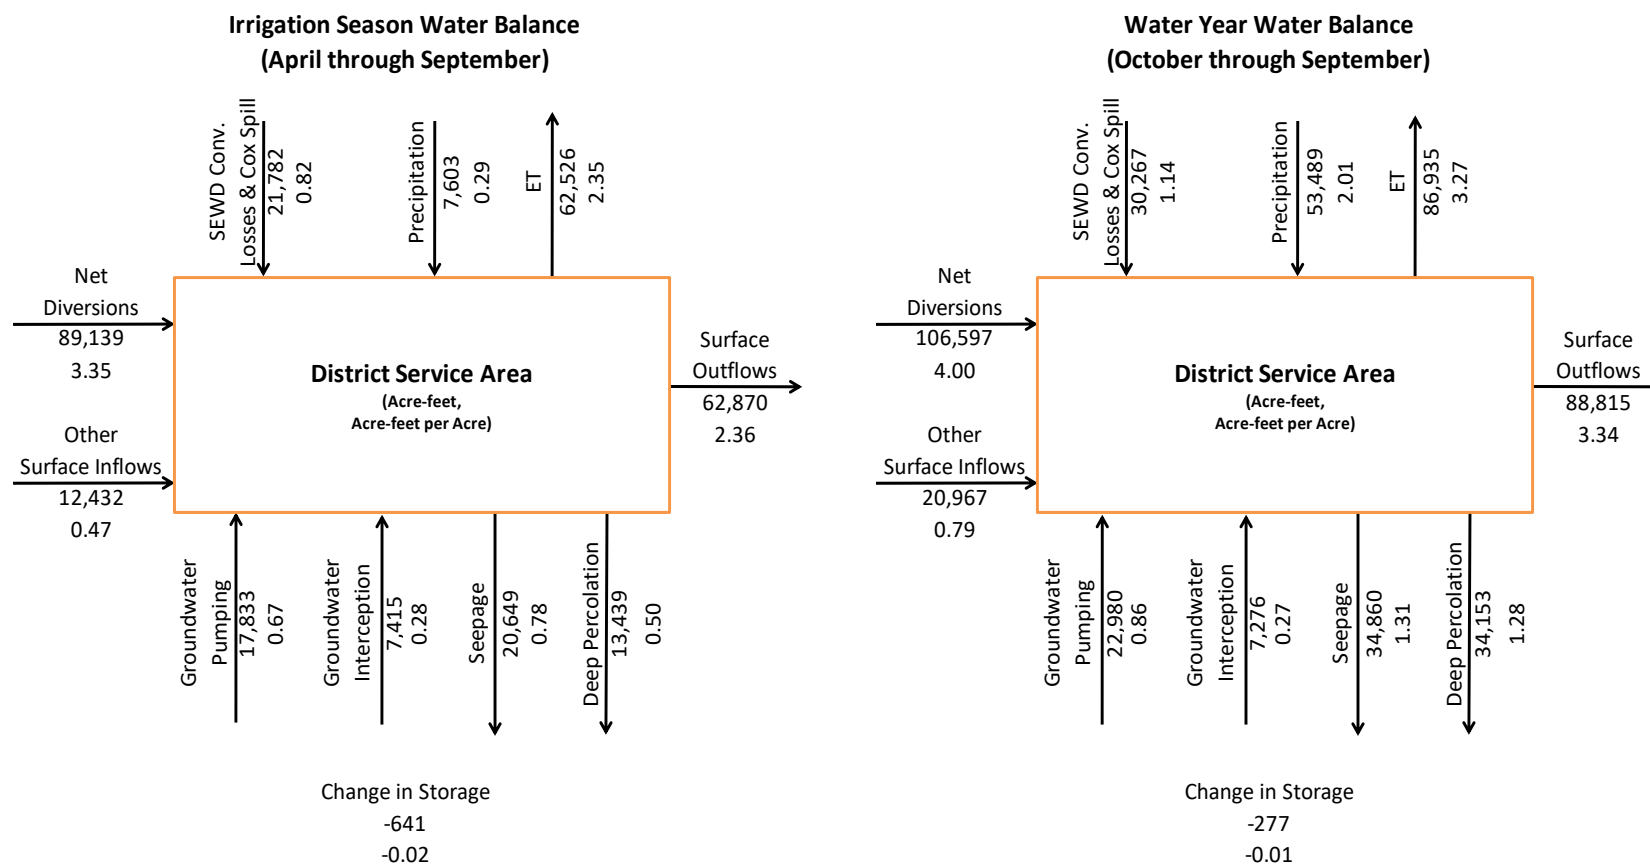 Irrigation Season Water Balance
(April through September)
SEWD Conv.
Losses & Cox Spill
21,782
0.82
Precipitation
7,603
0.29
ET
62,526
2.35
Net
Diversions
89,139
3.35
Other
Surface Inflows
12,432
0.47
District Service Area
(Acre-feet,
Acre-feet per Acre)
Surface
Outflows
62,870
2.36
Groundwater
Pumping
17,833
0.67
Groundwater
Interception
7,415
0.28
Seepage
20,649
0.78
Deep Percolation
13,439
0.50
Change in Storage
-641
-0.02
Water Year Water Balance
(October through September)
SEWD Conv.
Losses & Cox Spill
30,267
1.14
Precipitation
53,489
2.01
ET
86,935
3.27
Net
Diversions
106,597
4.00
Other
Surface Inflows
20,967
0.79
District Service Area
(Acre-feet,
Acre-feet per Acre)
Surface
Outflows
88,815
3.34
Groundwater
Pumping
22,980
0.86
Groundwater
Interception
7,276
0.27
Seepage
34,860
1.31
Deep Percolation
34,153
1.28
Change in Storage
-277
-0.01